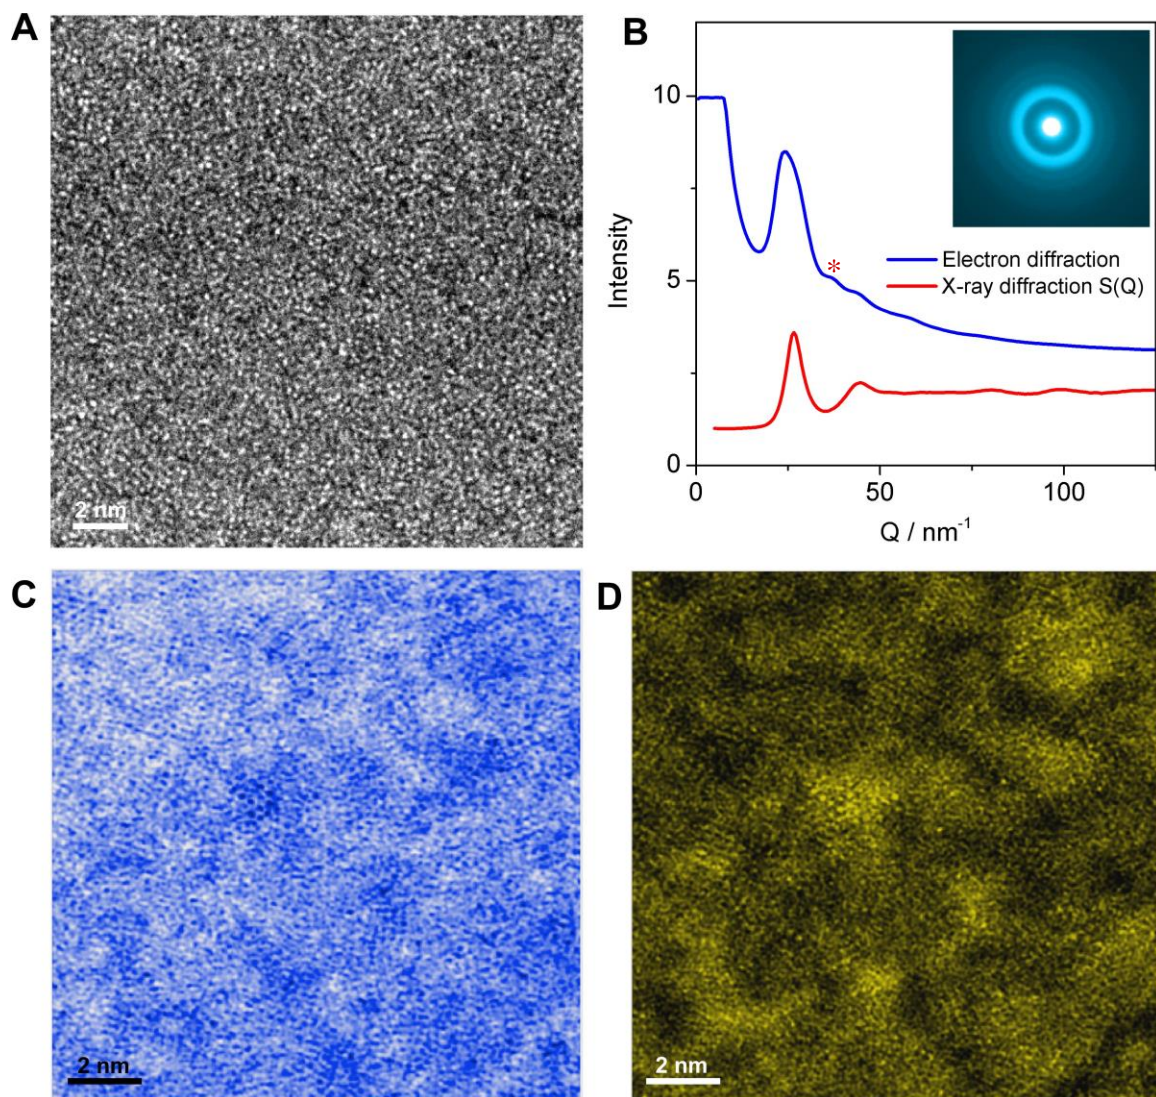 A
2 nm
B
10
5
0
0
50
100
Intensity
Q / nm⁻¹
*
Electron diffraction
X-ray diffraction S(Q)
C
2 nm
D
2 nm